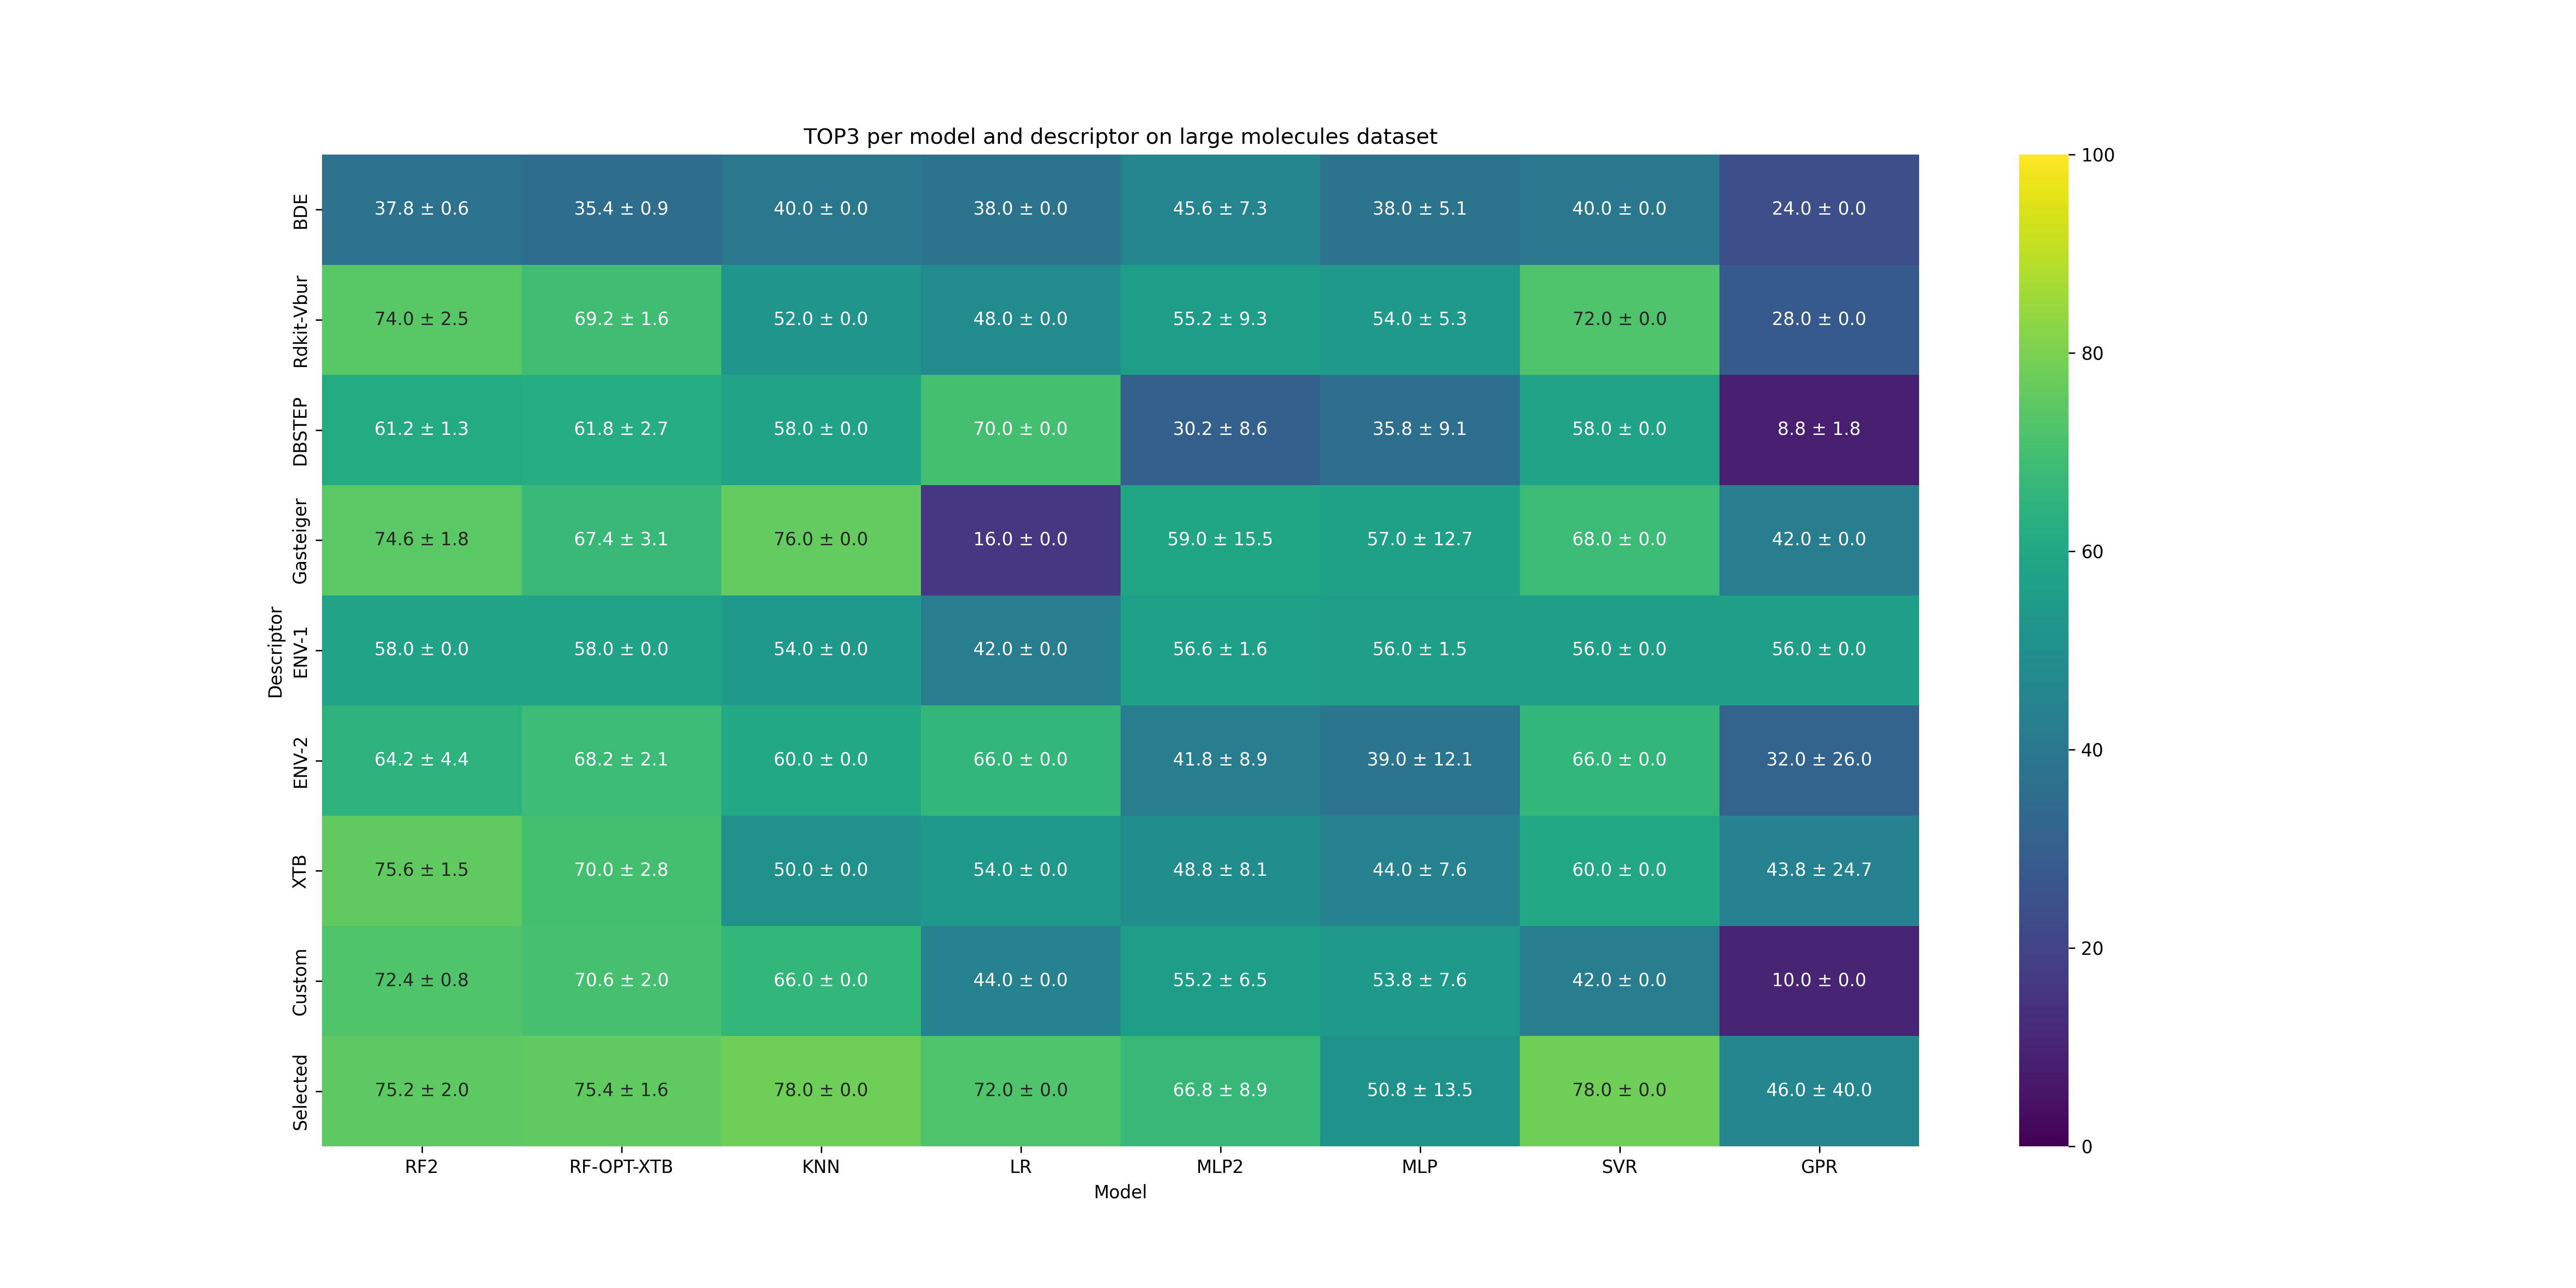 TOP3 per model and descriptor on large molecules dataset
Descriptor
BDE 37.8 ± 0.6 35.4 ± 0.9 40.0 ± 0.0 38.0 ± 0.0 45.6 ± 7.3 38.0 ± 5.1 40.0 ± 0.0 24.0 ± 0.0
Rdkit-Vbur 74.0 ± 2.5 69.2 ± 1.6 52.0 ± 0.0 48.0 ± 0.0 55.2 ± 9.3 54.0 ± 5.3 72.0 ± 0.0 28.0 ± 0.0
DBSTEP 61.2 ± 1.3 61.8 ± 2.7 58.0 ± 0.0 70.0 ± 0.0 30.2 ± 8.6 35.8 ± 9.1 58.0 ± 0.0 8.8 ± 1.8
Gasteiger 74.6 ± 1.8 67.4 ± 3.1 76.0 ± 0.0 16.0 ± 0.0 59.0 ± 15.5 57.0 ± 12.7 68.0 ± 0.0 42.0 ± 0.0
ENV-1 58.0 ± 0.0 58.0 ± 0.0 54.0 ± 0.0 42.0 ± 0.0 56.6 ± 1.6 56.0 ± 1.5 56.0 ± 0.0 56.0 ± 0.0
ENV-2 64.2 ± 4.4 68.2 ± 2.1 60.0 ± 0.0 66.0 ± 0.0 41.8 ± 8.9 39.0 ± 12.1 66.0 ± 0.0 32.0 ± 26.0
XTB 75.6 ± 1.5 70.0 ± 2.8 50.0 ± 0.0 54.0 ± 0.0 48.8 ± 8.1 44.0 ± 7.6 60.0 ± 0.0 43.8 ± 24.7
Custom 72.4 ± 0.8 70.6 ± 2.0 66.0 ± 0.0 44.0 ± 0.0 55.2 ± 6.5 53.8 ± 7.6 42.0 ± 0.0 10.0 ± 0.0
Selected 75.2 ± 2.0 75.4 ± 1.6 78.0 ± 0.0 72.0 ± 0.0 66.8 ± 8.9 50.8 ± 13.5 78.0 ± 0.0 46.0 ± 40.0
RF2 RF-OPT-XTB KNN LR MLP2 MLP SVR GPR
Model
100
80
60
40
20
0